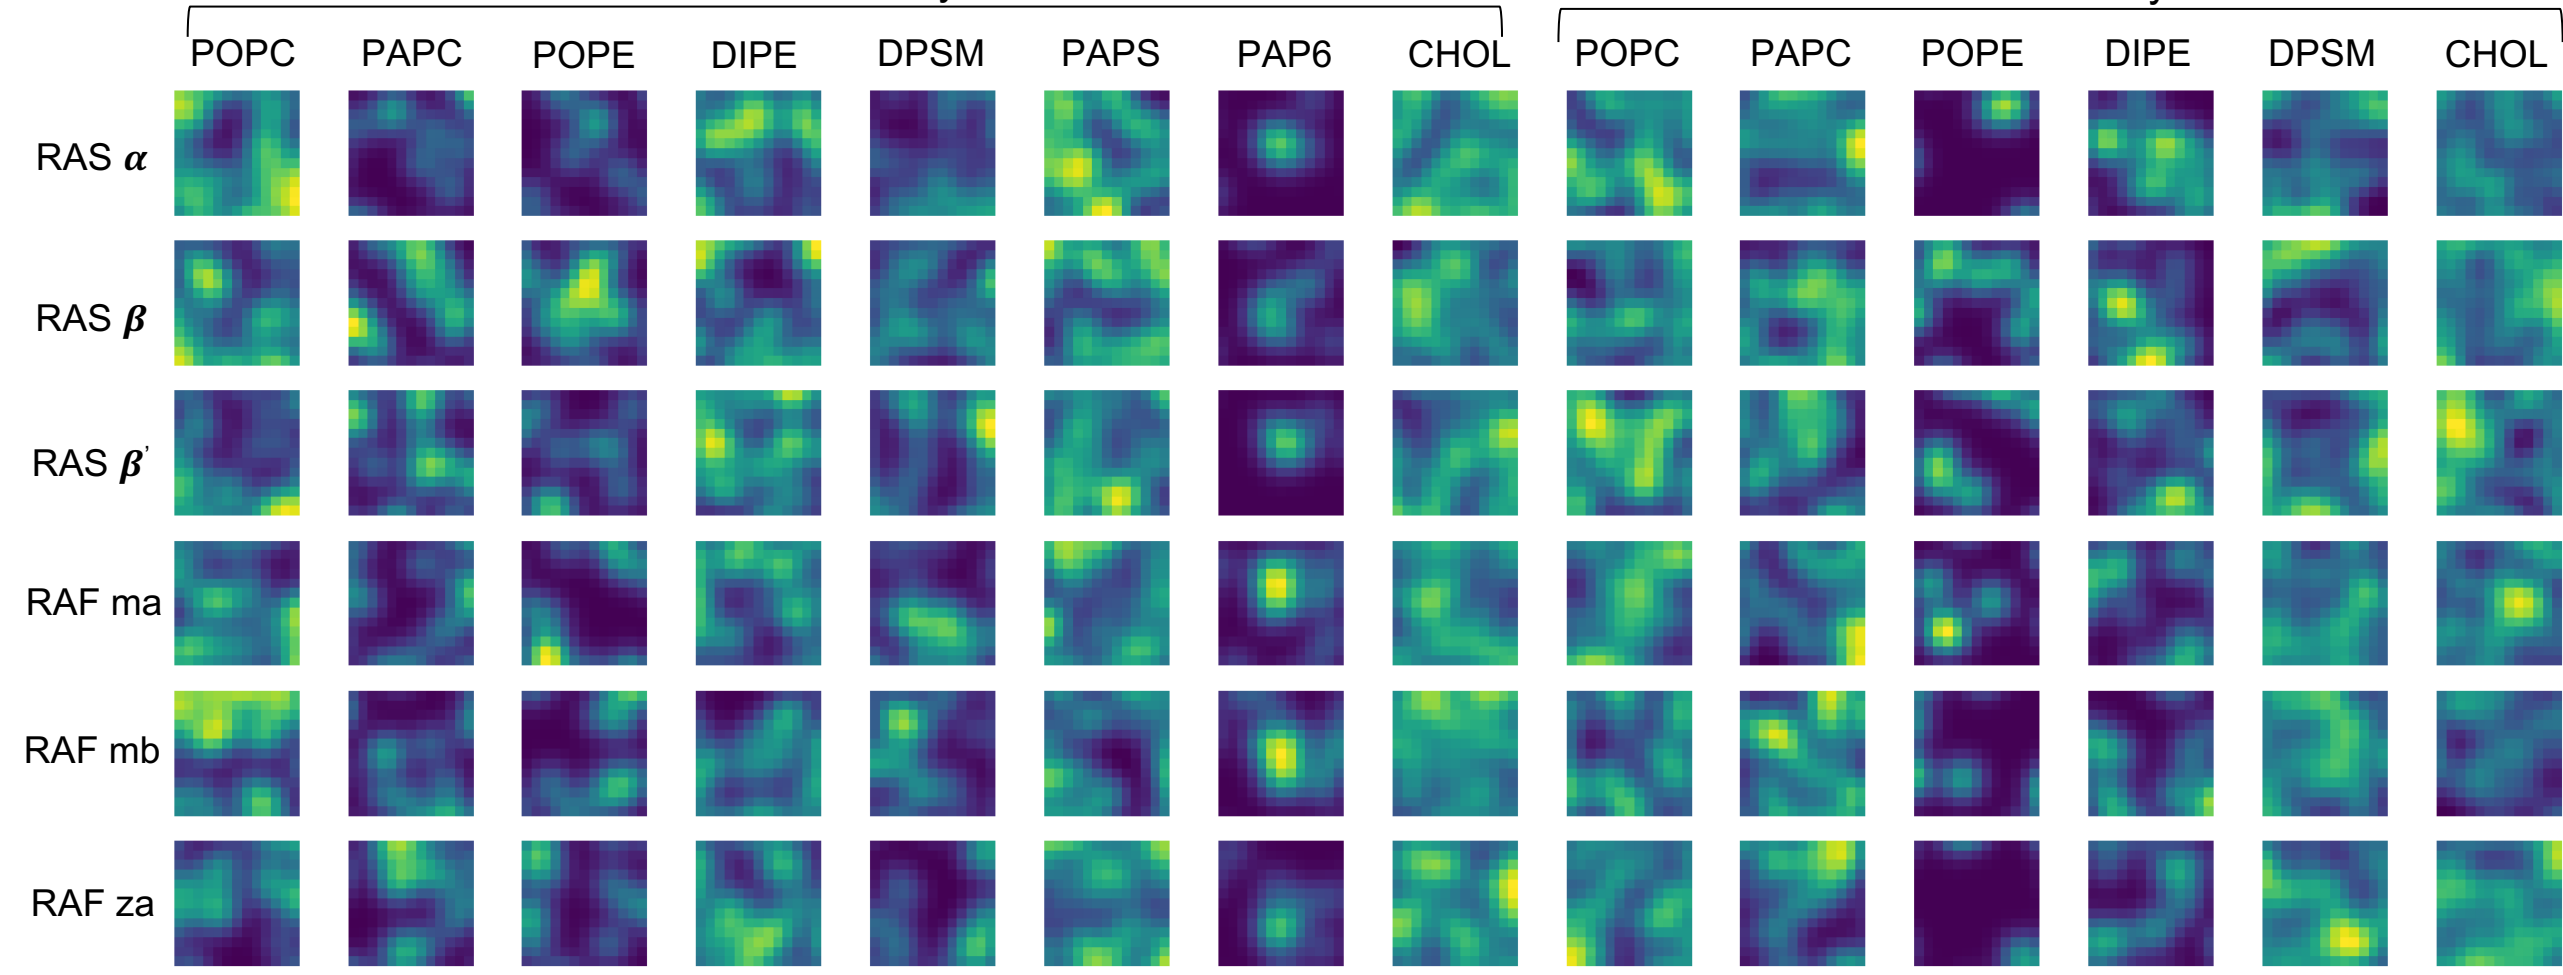 POPC PAPC POPE DIPE DPSM PAPS PAP6 CHOL POPC PAPC POPE DIPE DPSM CHOL
RAS α
RAS β
RAS β’
RAF ma
RAF mb
RAF za